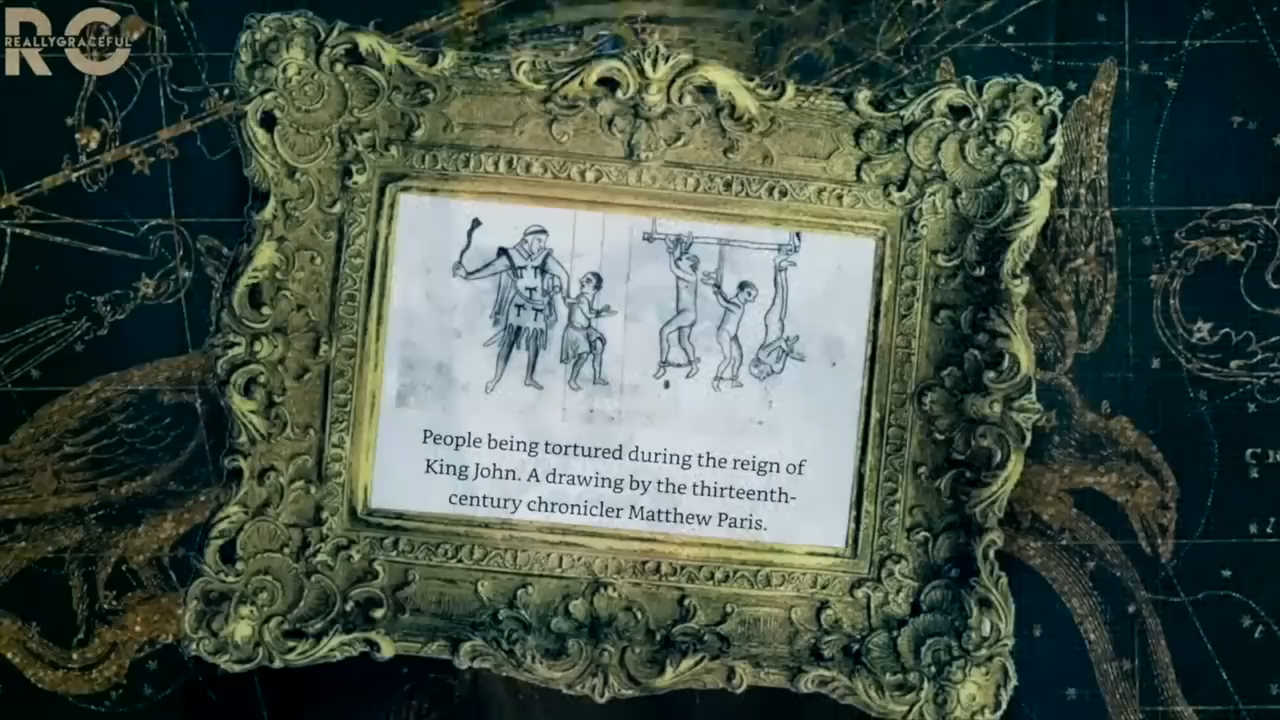 RG
REALLYGRACEFUL
People being tortured during the reign of
King John. A drawing by the thirteenth-
century chronicler Matthew Paris.